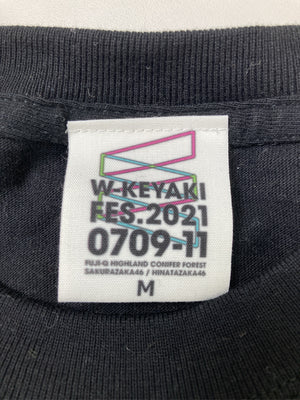 W-KEYAKI
FES.2021
0709-11
FUJI-Q HIGHLAND CONIFER FOREST
SAKURAZAKA46 / HINATAZAKA46
M